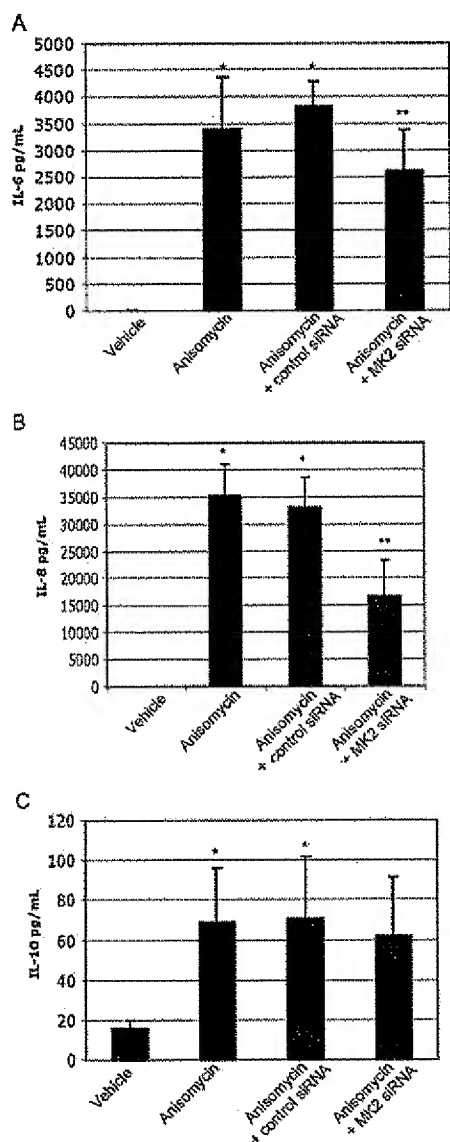 A
IL-6 pg/mL
5000
4500
4000
3500
3000
2500
2000
1500
1000
500
0
*
*
**
Vehicle
Anisomycin
Anisomycin
+ control siRNA
Anisomycin
+ MK2 siRNA
B
IL-8 pg/mL
45000
40000
35000
30000
25000
20000
15000
10000
5000
0
*
*
**
Vehicle
Anisomycin
Anisomycin
+ control siRNA
Anisomycin
+ MK2 siRNA
C
IL-10 pg/mL
120
100
80
60
40
20
0
*
*
Vehicle
Anisomycin
Anisomycin
+ control siRNA
Anisomycin
+ MK2 siRNA